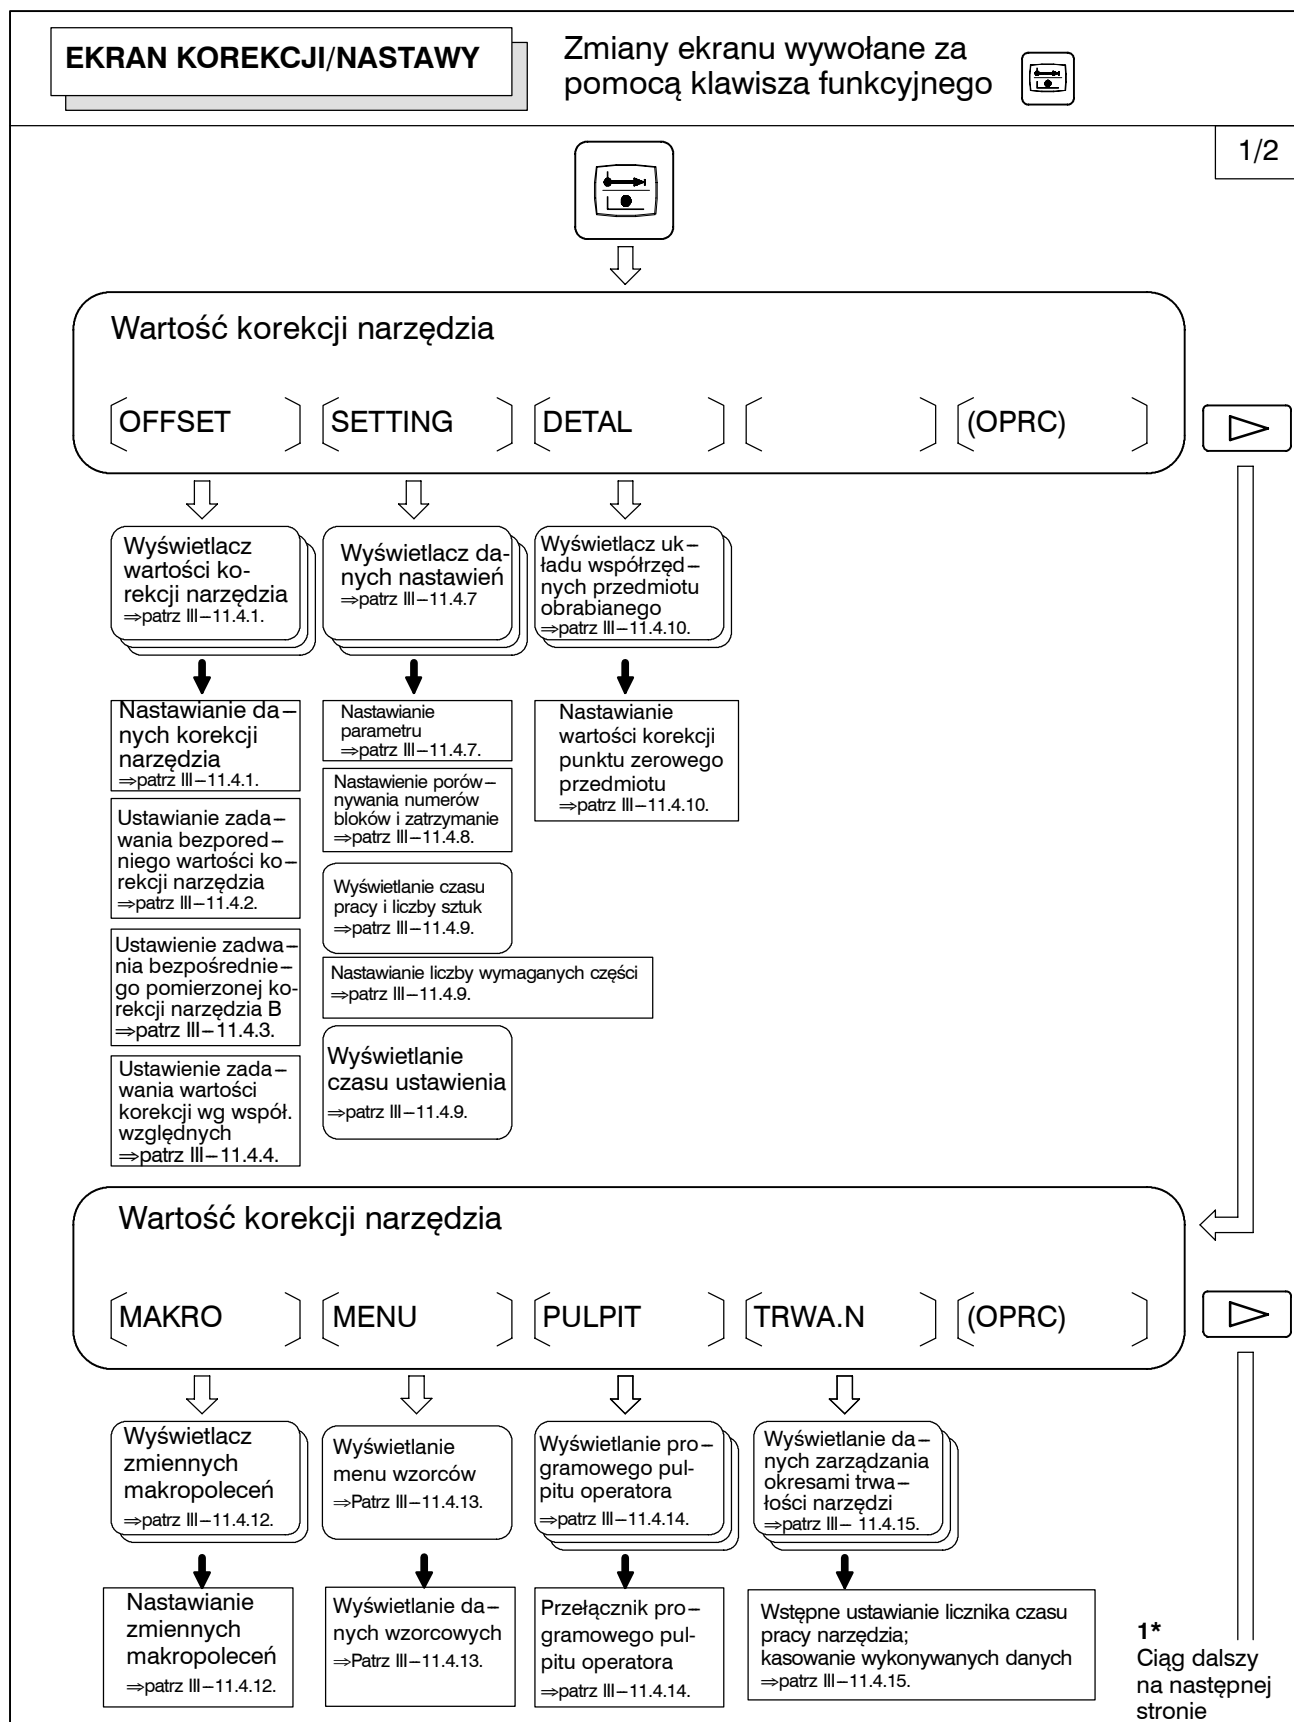 EKRAN KOREKCJI/NASTAWY
Zmiany ekranu wywołane za
pomocą klawisza funkcyjnego
1/2
Wartość korekcji narzędzia
OFFSET
SETTING
DETAL
(OPRC)
Wyświetlacz
wartości ko-
rekcji narzędzia
⇒patrz III–11.4.1.
Wyświetlacz da-
nych nastawień
⇒patrz III–11.4.7
Wyświetlacz uk–
ładu współrzęd–
nych przedmiotu
obrabianego
⇒patrz III–11.4.10.
Nastawianie da–
nych korekcji
narzędzia
⇒patrz III–11.4.1.
Ustawianie zada–
wania bezpored–
niego wartości ko–
rekcji narzędzia
⇒patrz III–11.4.2.
Ustawienie zadwa–
nia bezpośrednie–
go pomierzonej ko-
rekcji narzędzia B
⇒patrz III–11.4.3.
Ustawienie zada–
wania wartości
korekcji wg współ.
względnych
⇒patrz III–11.4.4.
Nastawianie
parametru
⇒patrz III–11.4.7.
Nastawienie porów–
nywania numerów
bloków i zatrzymanie
⇒patrz III–11.4.8.
Wyświetlanie czasu
pracy i liczby sztuk
⇒patrz III–11.4.9.
Nastawianie liczby wymaganych części
⇒patrz III–11.4.9.
Wyświetlanie
czasu ustawienia
⇒patrz III–11.4.9.
Nastawianie
wartości korekcji
punktu zerowego
przedmiotu
⇒patrz III–11.4.10.
Wartość korekcji narzędzia
MAKRO
MENU
PULPIT
TRWA.N
(OPRC)
Wyświetlacz
zmiennych
makropoleceń
⇒patrz III–11.4.12.
Wyświetlanie
menu wzorców
⇒Patrz III–11.4.13.
Wyświetlanie pro–
gramowego pul-
pitu operatora
⇒patrz III–11.4.14.
Wyświetlanie da–
nych zarządzania
okresami trwa–
łości narzędzi
⇒patrz III– 11.4.15.
Nastawianie
zmiennych
makropoleceń
⇒patrz III–11.4.12.
Wyświetlanie da–
nych wzorcowych
⇒Patrz III–11.4.13.
Przełącznik pro–
gramowego pul-
pitu operatora
⇒patrz III–11.4.14.
Wstępne ustawianie licznika czasu
pracy narzędzia;
kasowanie wykonywanych danych
⇒patrz III–11.4.15.
1*
Ciąg dalszy
na następnej
stronie